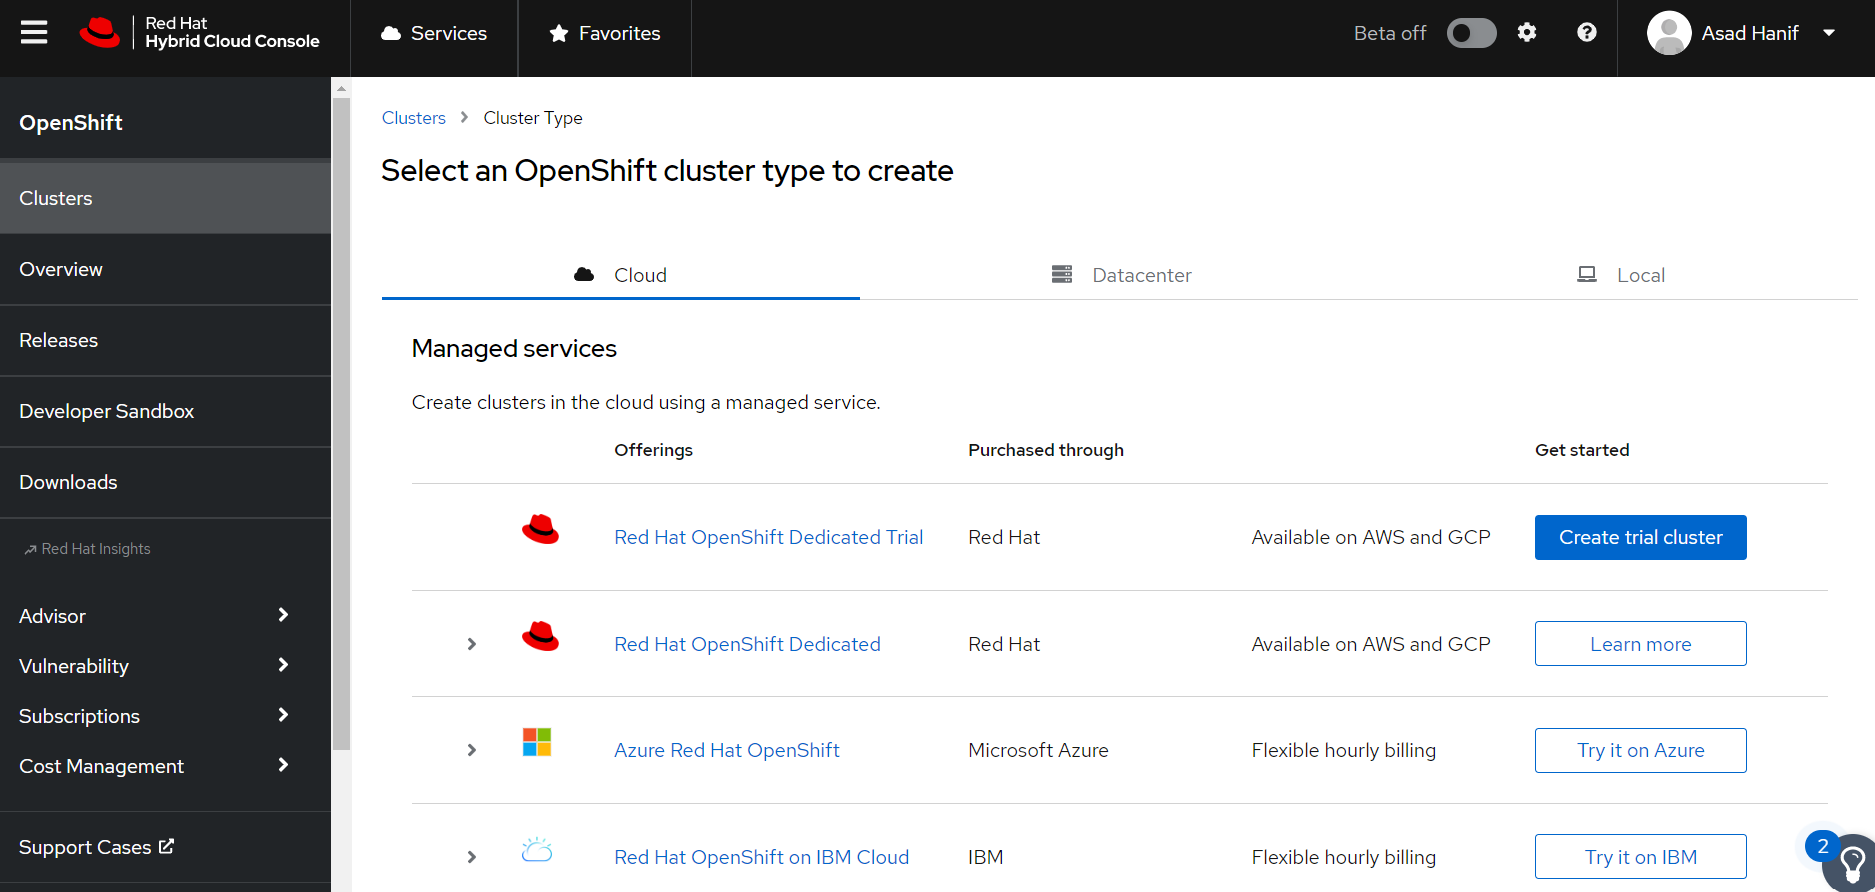 Red Hat
Hybrid Cloud Console
Services
Favorites
Beta off
Asad Hanif
OpenShift
Clusters
Overview
Releases
Developer Sandbox
Downloads
Red Hat Insights
Advisor
Vulnerability
Subscriptions
Cost Management
Support Cases
Clusters > Cluster Type
Select an OpenShift cluster type to create
Cloud
Datacenter
Local
Managed services
Create clusters in the cloud using a managed service.
Offerings Purchased through Get started
Red Hat OpenShift Dedicated Trial Red Hat Available on AWS and GCP Create trial cluster
Red Hat OpenShift Dedicated Red Hat Available on AWS and GCP Learn more
Azure Red Hat OpenShift Microsoft Azure Flexible hourly billing Try it on Azure
Red Hat OpenShift on IBM Cloud IBM Flexible hourly billing Try it on IBM
2